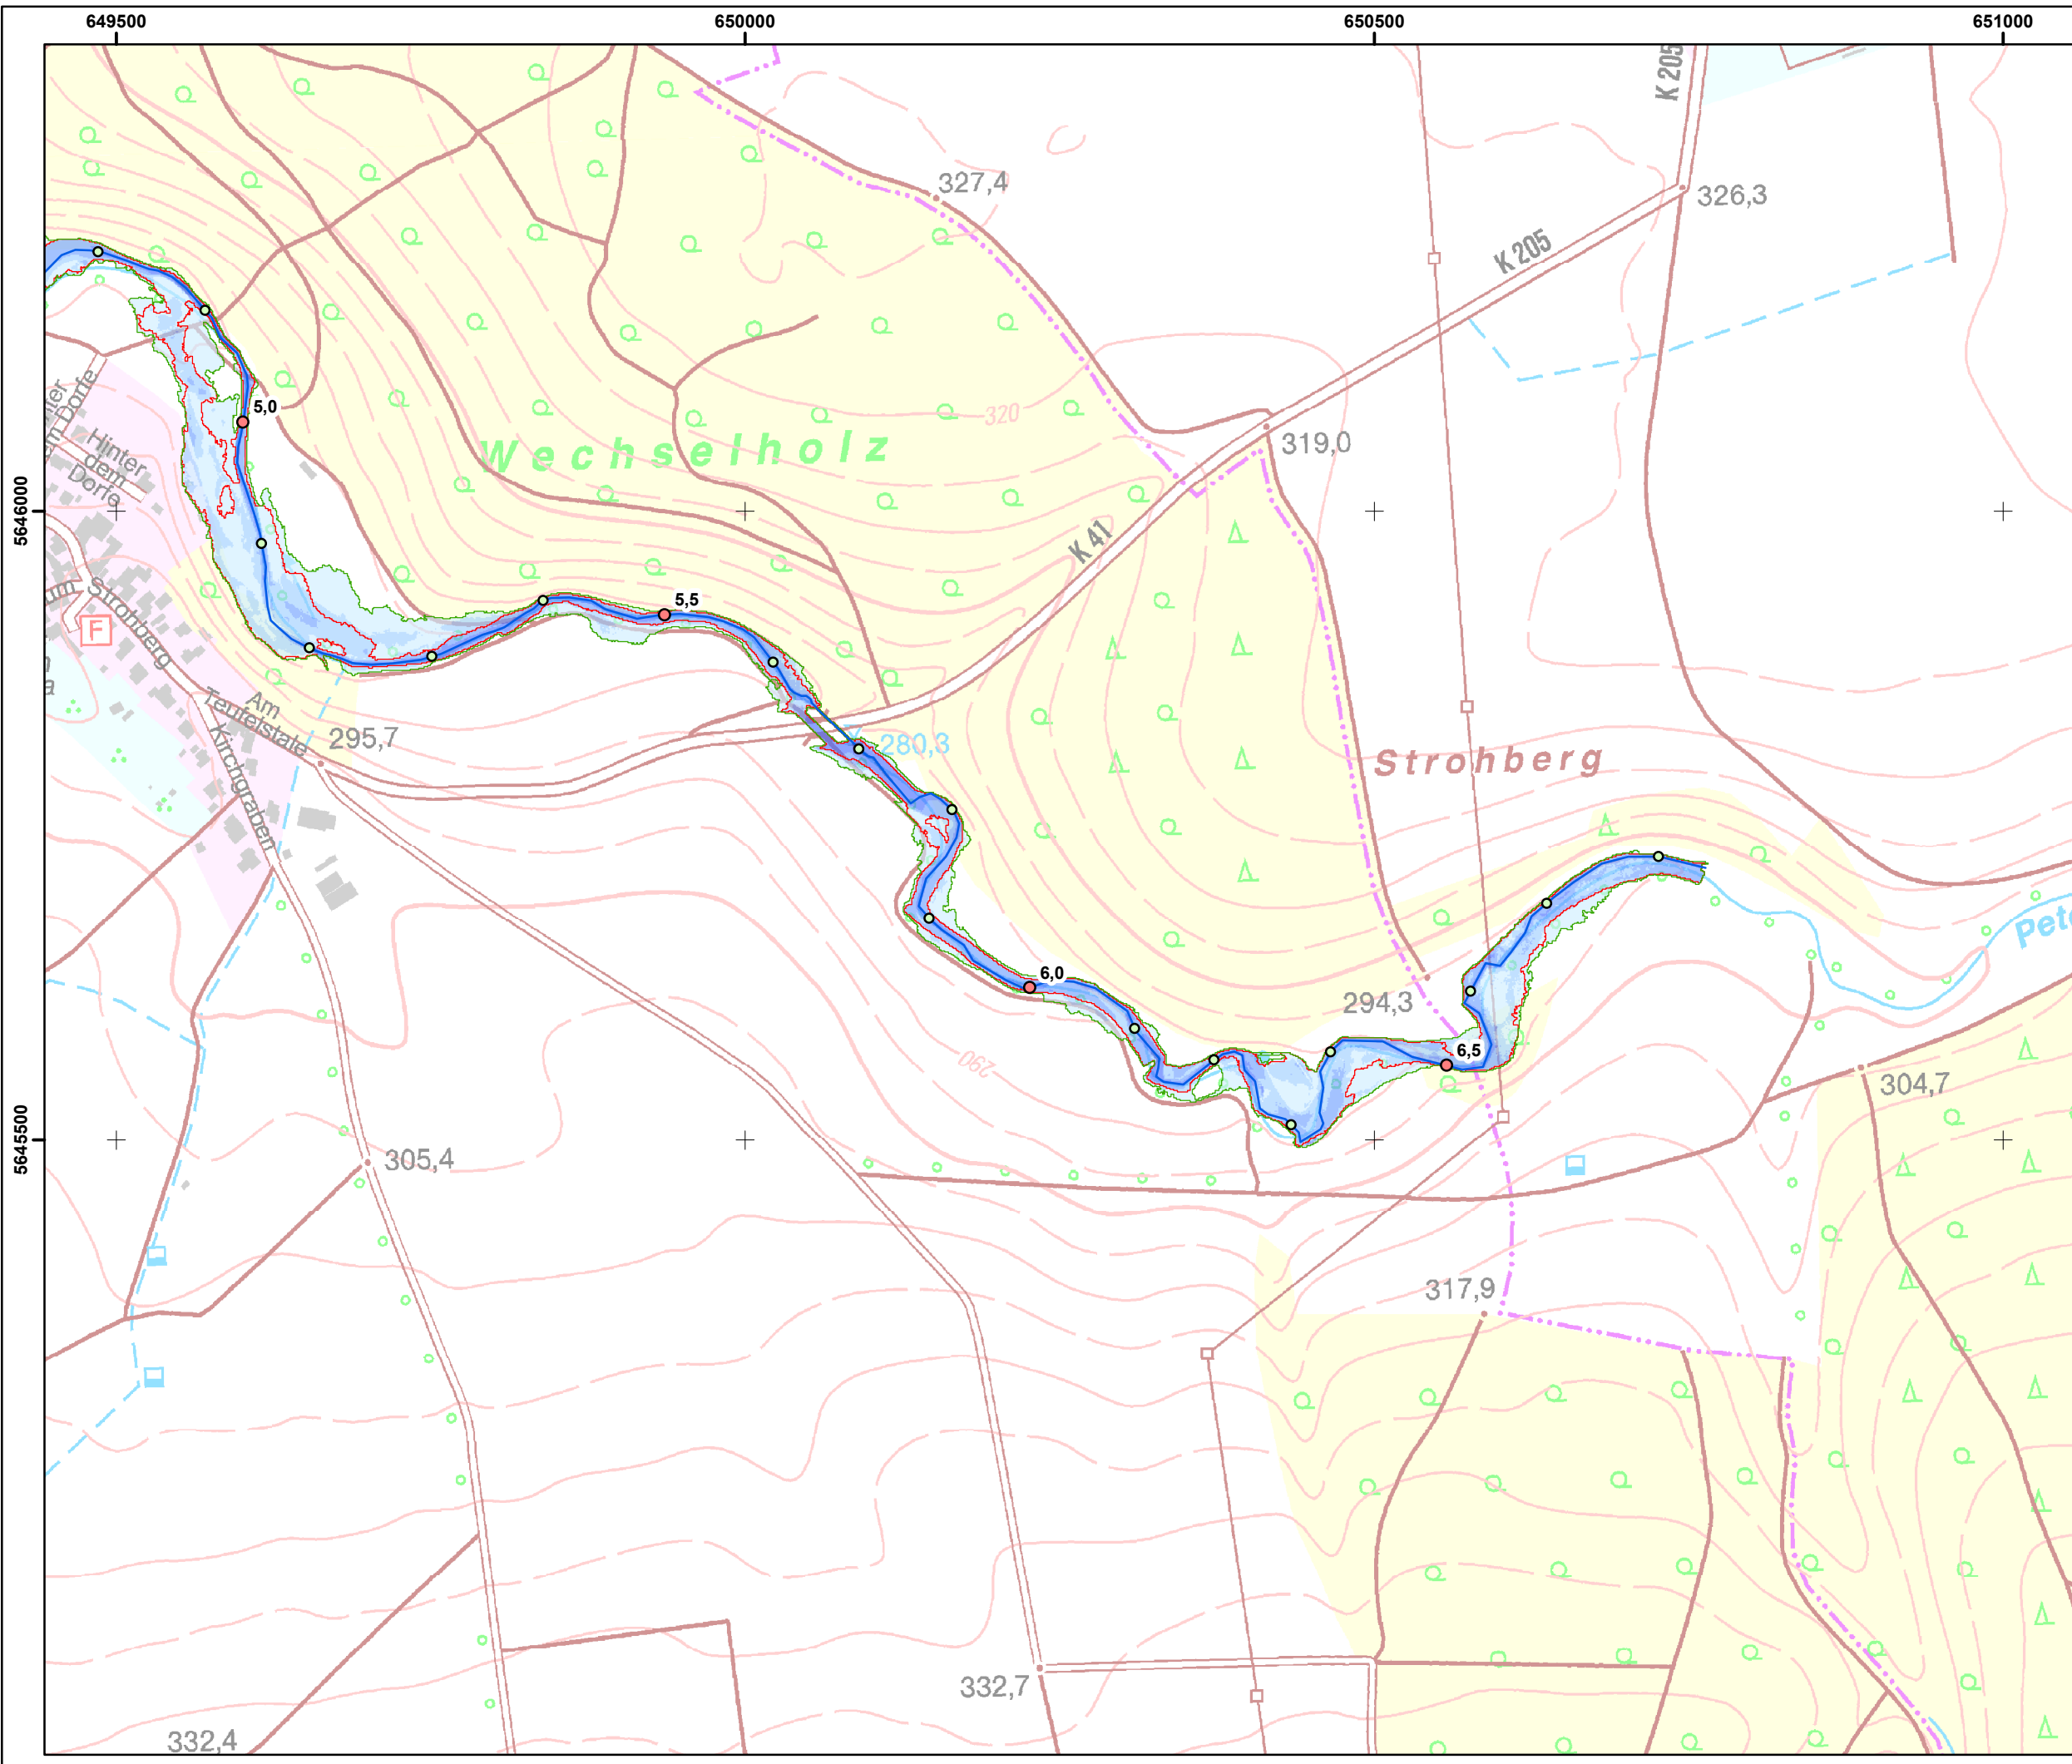 649500
650000
650500
651000
K 205
327,4
326,3
K 205
5,0
320
Wechselholz
319,0
Hinter
dem
Dorfe
5646000
K 41
Strohberg
F
5,5
Am
Teufelstate
295,7
280,3
Strohberg
Kirchgraben
6,0
294,3
6,5
290
304,7
5645500
305,4
317,9
332,7
332,4